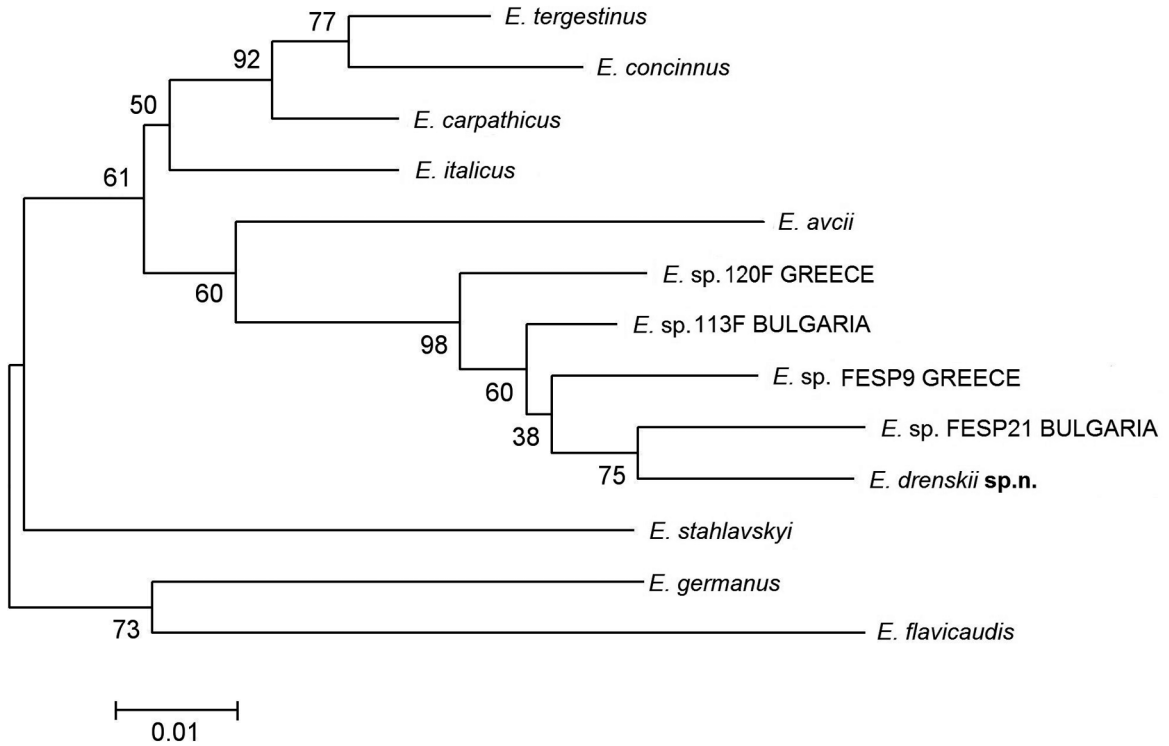 77
E. tergestinus
92
E. concinnus
50
E. carpathicus
61
E. italicus
E. avcii
60
E. sp. 120F GREECE
98
E. sp. 113F BULGARIA
60
E. sp. FESP9 GREECE
38
E. sp. FESP21 BULGARIA
75
E. drenskii sp.n.
E. stahlavskyi
E. germanus
73
E. flavicaudis
0.01